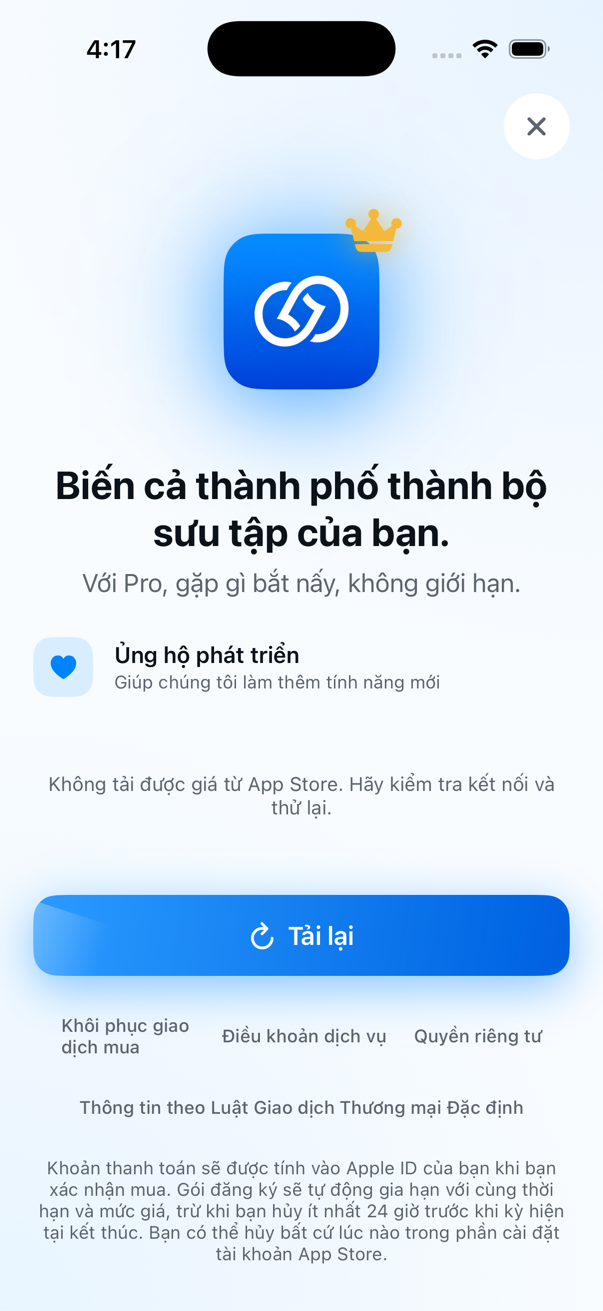 4:17
Biến cả thành phố thành bộ
sưu tập của bạn.
Với Pro, gặp gì bắt nấy, không giới hạn.
Ủng hộ phát triển
Giúp chúng tôi làm thêm tính năng mới
Không tải được giá từ App Store. Hãy kiểm tra kết nối và
thử lại.
Tải lại
Khôi phục giao
dịch mua
Điều khoản dịch vụ
Quyền riêng tư
Thông tin theo Luật Giao dịch Thương mại Đặc định
Khoản thanh toán sẽ được tính vào Apple ID của bạn khi bạn
xác nhận mua. Gói đăng ký sẽ tự động gia hạn với cùng thời
hạn và mức giá, trừ khi bạn hủy ít nhất 24 giờ trước khi kỳ hiện
tại kết thúc. Bạn có thể hủy bất cứ lúc nào trong phần cài đặt
tài khoản App Store.